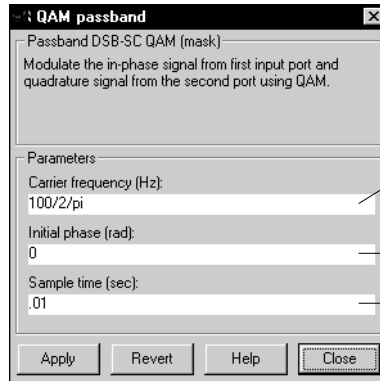 QAM passband
Passband DSB-SC QAM (mask)
Modulate the in-phase signal from first input port and
quadrature signal from the second port using QAM.
Parameters
Carrier frequency (Hz):
100/2/pi
Initial phase (rad):
0
Sample time (sec):
.01
Apply Revert Help Close